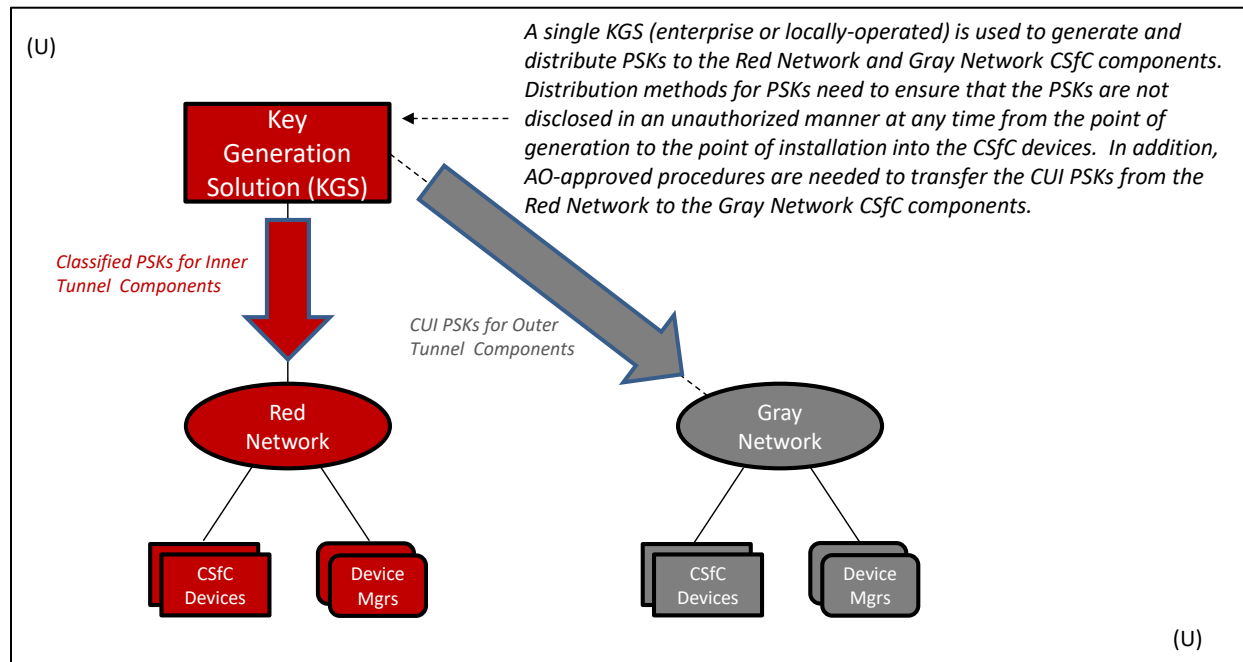 (U)
A single KGS (enterprise or locally-operated) is used to generate and
distribute PSKs to the Red Network and Gray Network CSfC components.
Distribution methods for PSKs need to ensure that the PSKs are not
disclosed in an unauthorized manner at any time from the point of
generation to the point of installation into the CSfC devices.  In addition,
AO-approved procedures are needed to transfer the CUI PSKs from the
Red Network to the Gray Network CSfC components.
Key
Generation
Solution (KGS)
Classified PSKs for Inner
Tunnel  Components
CUI PSKs for Outer
Tunnel  Components
Red
Network
Gray
Network
CSfC
Devices
Device
Mgrs
CSfC
Devices
Device
Mgrs
(U)